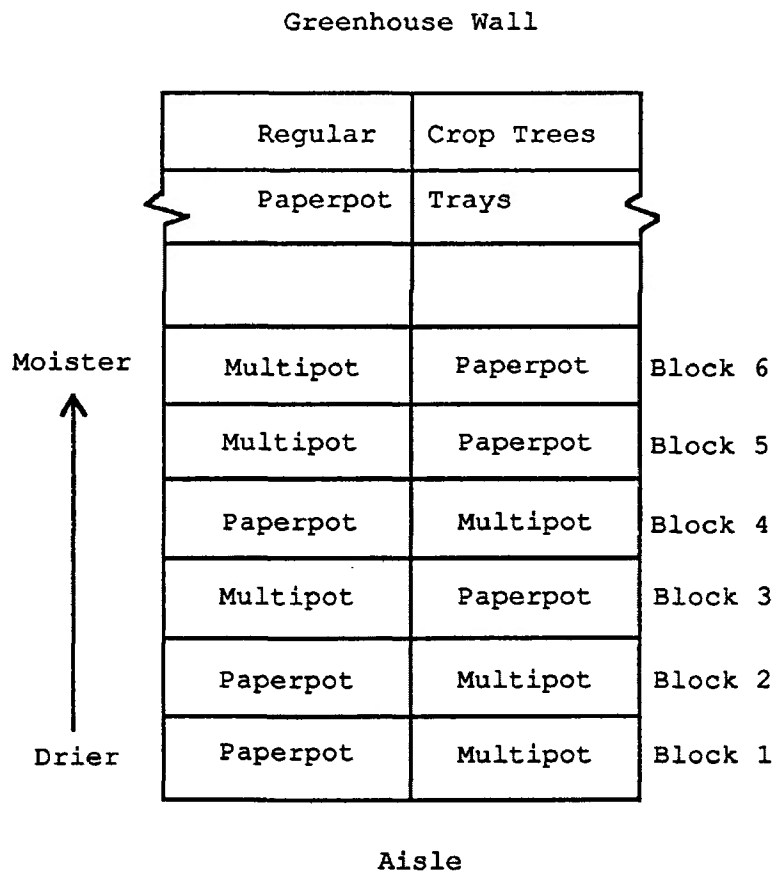 Greenhouse Wall
Regular Crop Trees
Paperpot Trays
Moister Multipot Paperpot Block 6
Multipot Paperpot Block 5
Paperpot Multipot Block 4
Multipot Paperpot Block 3
Paperpot Multipot Block 2
Drier Paperpot Multipot Block 1
Aisle